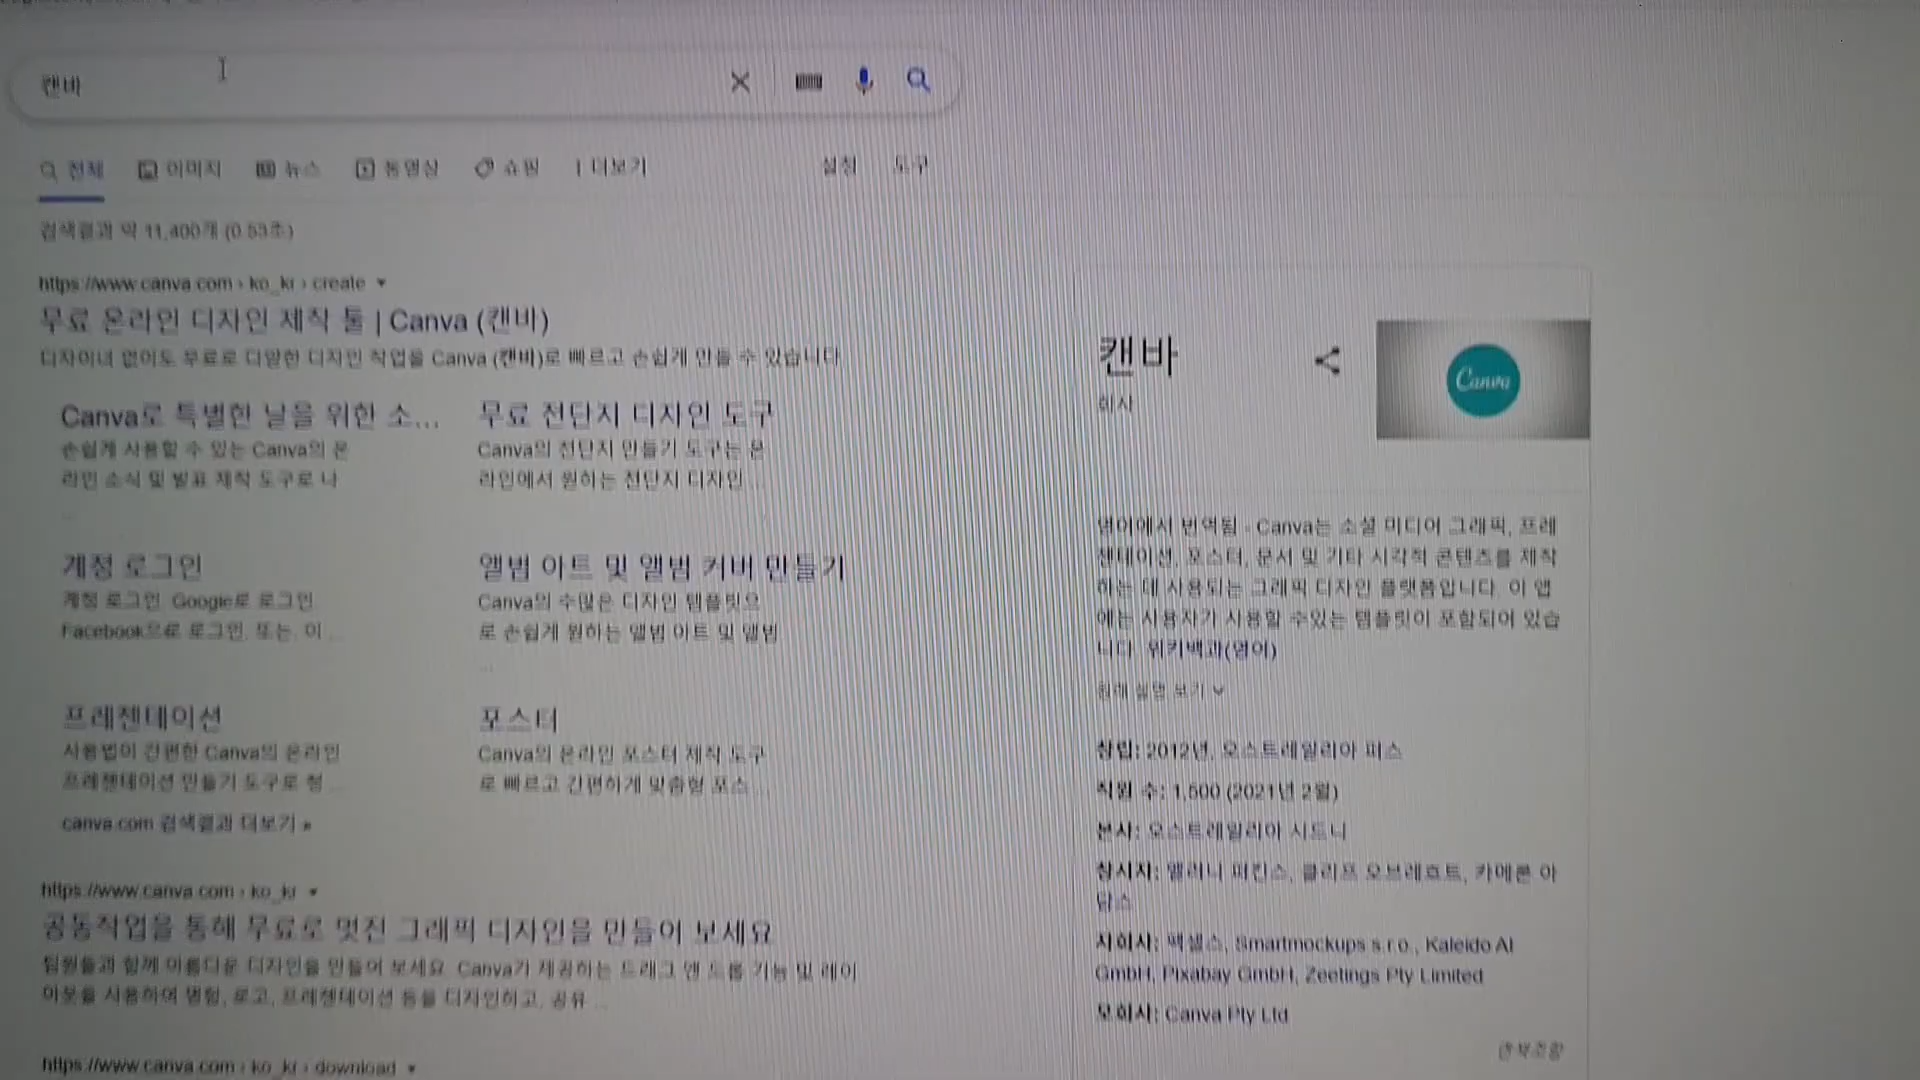 캔바
전체 이미지 뉴스 동영상 쇼핑 더보기 설정 도구
검색결과 약 11,400개 (0.53초)
https://www.canva.com › ko_kr › create
무료 온라인 디자인 제작 툴 | Canva (캔바)
디자이너 없이도 무료로 다양한 디자인 작업을 Canva (캔바)로 빠르고 손쉽게 만들 수 있습니다
Canva로 특별한 날을 위한 소...
손쉽게 사용할 수 있는 Canva의 온
라인 소식 및 발표 제작 도구로 나
...
무료 전단지 디자인 도구
Canva의 전단지 만들기 도구는 온
라인에서 원하는 전단지 디자인 ...
계정 로그인
계정 로그인. Google로 로그인.
Facebook으로 로그인. 또는. 이 ...
앨범 아트 및 앨범 커버 만들기
Canva의 수많은 디자인 템플릿으
로 손쉽게 원하는 앨범 아트 및 앨범
...
프레젠테이션
사용법이 간편한 Canva의 온라인
프레젠테이션 만들기 도구로 청 ...
포스터
Canva의 온라인 포스터 제작 도구
로 빠르고 간편하게 맞춤형 포스 ...
canva.com 검색결과 더보기 »
https://www.canva.com › ko_kr
공동작업을 통해 무료로 멋진 그래픽 디자인을 만들어 보세요
팀원들과 함께 아름다운 디자인을 만들어 보세요. Canva가 제공하는 드래그 앤 드롭 기능 및 레이
아웃을 사용하여 명함, 로고, 프레젠테이션 등을 디자인하고, 공유 ...
https://www.canva.com › ko_kr › download
캔바
회사
Canva
영어에서 번역됨 - Canva는 소셜 미디어 그래픽, 프레
젠테이션, 포스터, 문서 및 기타 시각적 콘텐츠를 제작
하는 데 사용되는 그래픽 디자인 플랫폼입니다. 이 앱
에는 사용자가 사용할 수있는 템플릿이 포함되어 있습
니다. 위키백과(영어)
원래 설명 보기
창립: 2012년, 오스트레일리아 퍼스
직원 수: 1,500 (2021년 2월)
본사: 오스트레일리아 시드니
창시자: 멜러니 퍼킨스, 클리프 오브레흐트, 카메론 아
담스
자회사: 펙셀스, Smartmockups s.r.o., Kaleido AI
GmbH, Pixabay GmbH, Zeetings Pty Limited
모회사: Canva Pty Ltd